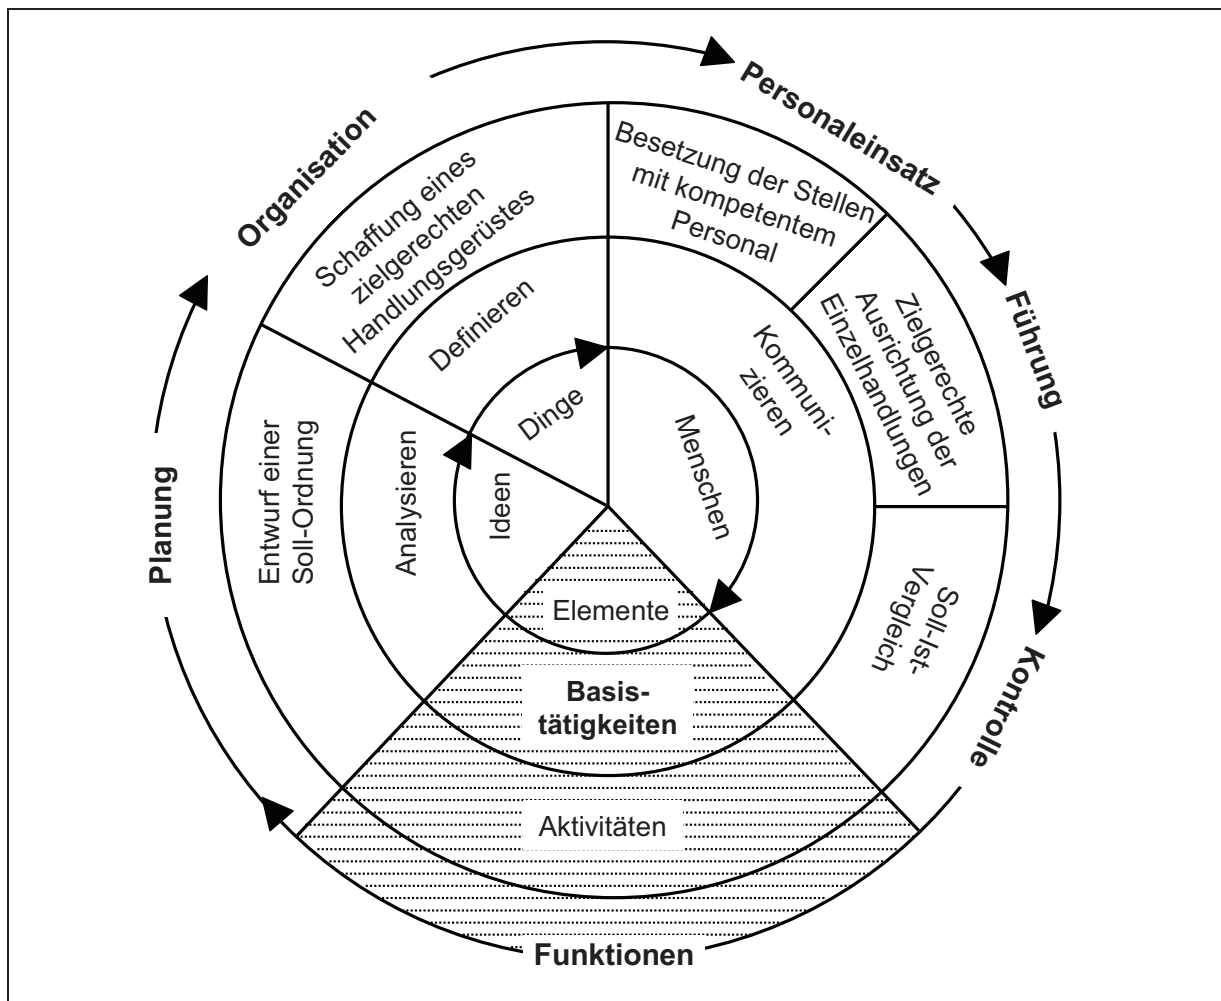 Organisation
Personaleinsatz
Führung
Kontrolle
Planung
Schaffung eines
zielgerechten
Handlungsgerüstes
Besetzung der Stellen
mit kompetentem
Personal
Zielgerechte
Ausrichtung der
Einzelhandlungen
Soll-Ist-
Vergleich
Entwurf einer
Soll-Ordnung
Definieren
Kommuni-
zieren
Analysieren
Dinge
Menschen
Ideen
Elemente
Basis-
tätigkeiten
Aktivitäten
Funktionen